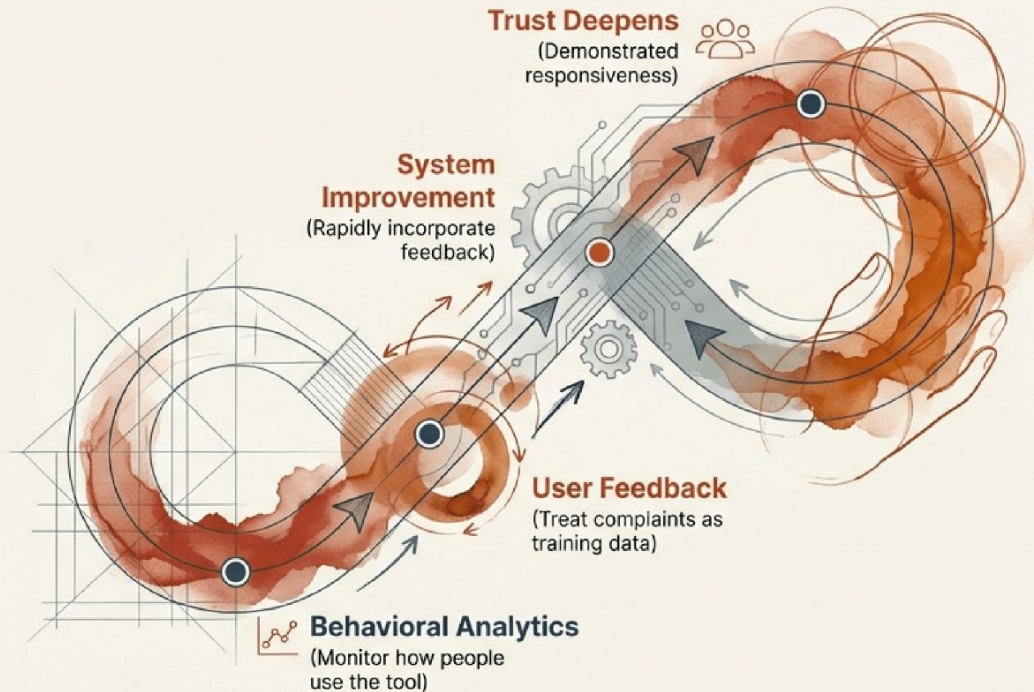 Trust Deepens
(Demonstrated
responsiveness)
System
Improvement
(Rapidly incorporate
feedback)
User Feedback
(Treat complaints as
training data)
Behavioral Analytics
(Monitor how people
use the tool)